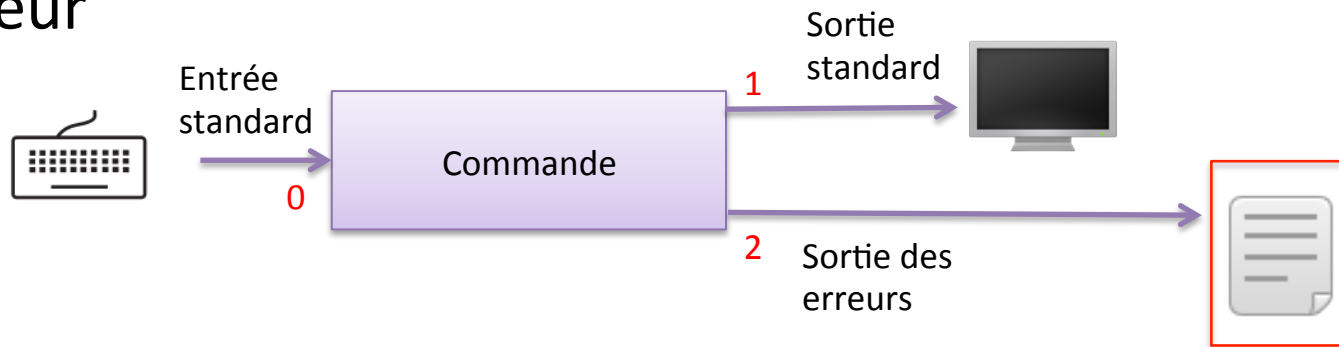 eur
Entrée
standard
0
Commande
1
Sortie
standard
2
Sortie des
erreurs